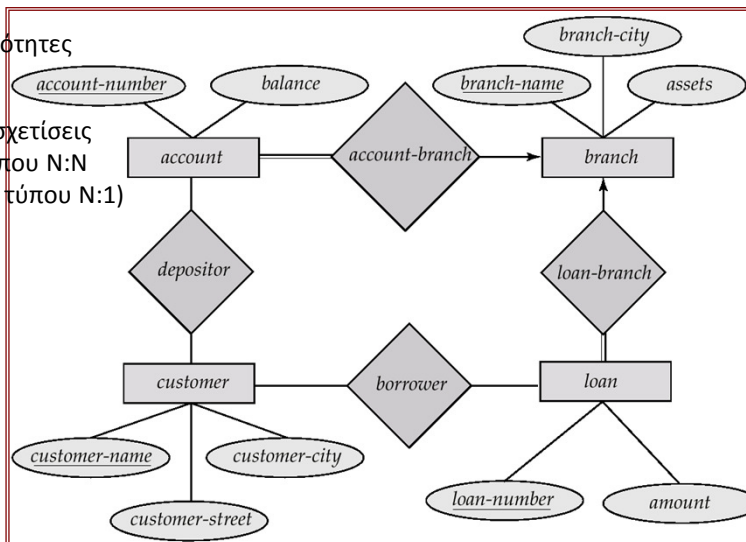 branch-city
ότητες
account-number balance
branch-name assets
χετίσεις
που N:N
τύπου N:1)
account
account-branch
branch
depositor
loan-branch
customer
borrower
loan
customer-name customer-city
customer-street
loan-number amount